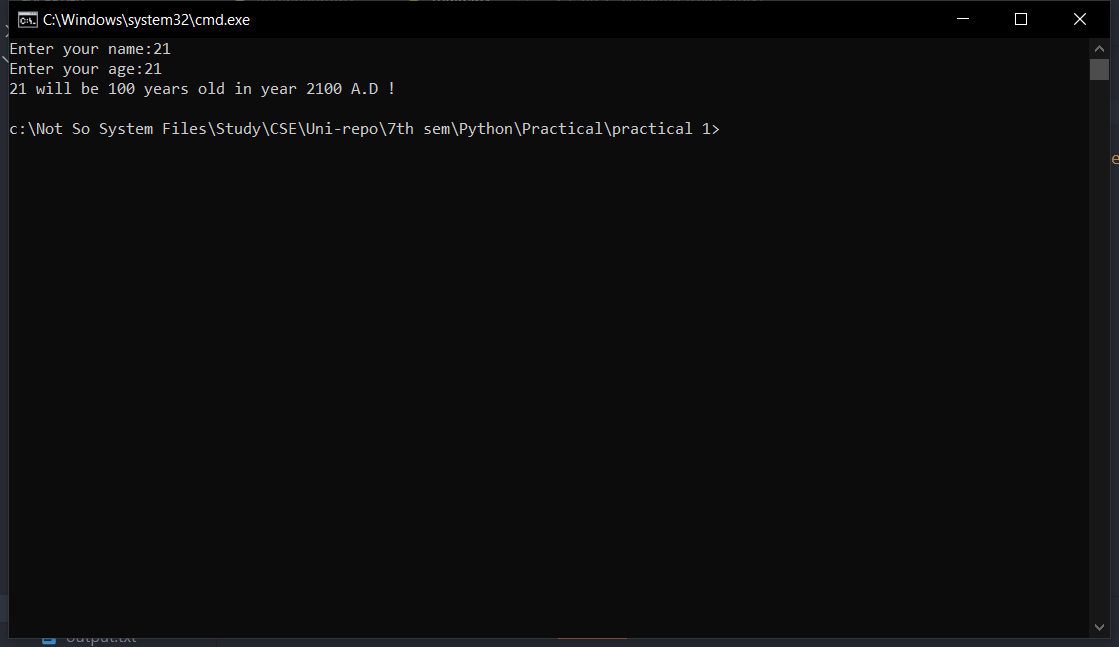 C:\Windows\system32\cmd.exe
Enter your name:21
Enter your age:21
21 will be 100 years old in year 2100 A.D !
c:\Not So System Files\Study\CSE\Uni-repo\7th sem\Python\Practical\practical 1>
output.txt